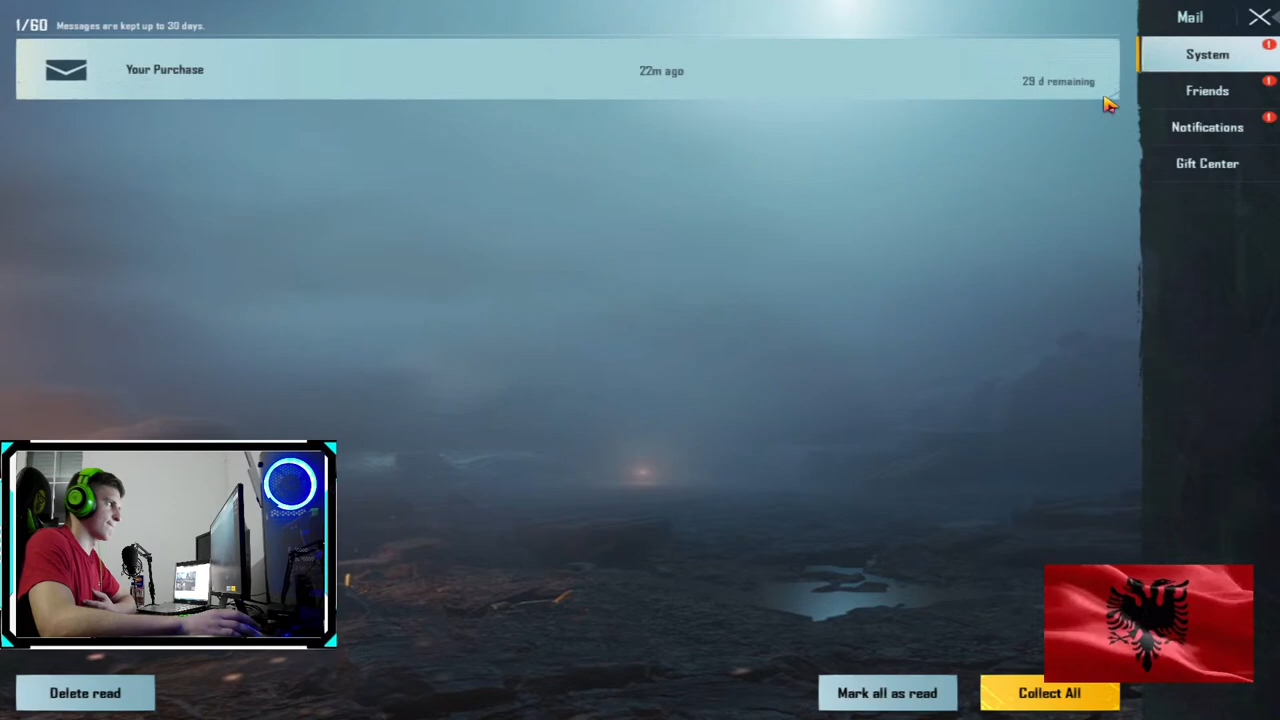 1/60 Messages are kept up to 30 days.
Mail
Your Purchase
22m ago
29 d remaining
System
Friends
Notifications
Gift Center
Delete read
Mark all as read
Collect All